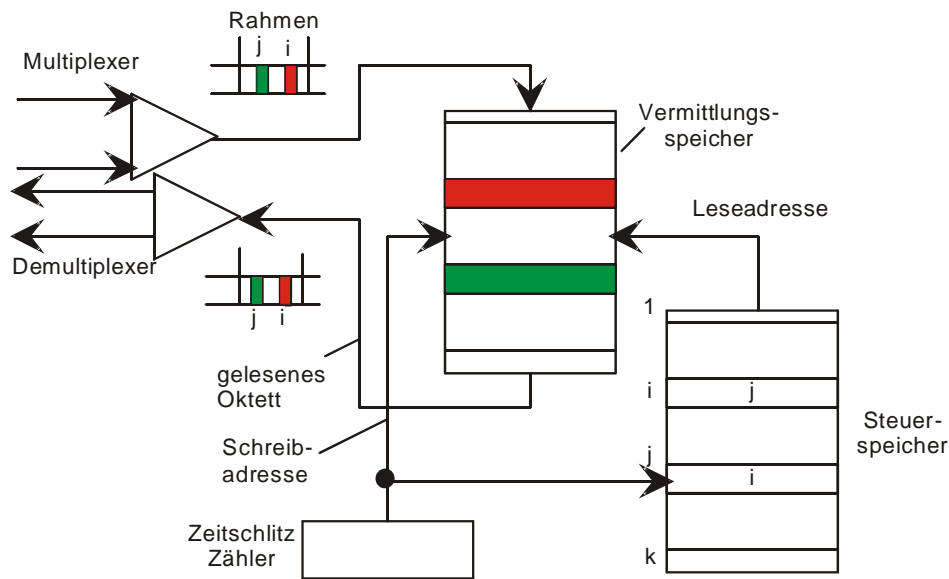 Rahmen
j i
Multiplexer
Vermittlungs-
speicher
Leseadresse
Demultiplexer
j i
1
gelesenes
Oktett
i j
Steuer-
speicher
Schreib-
adresse
j
i
Zeitschlitz
Zähler
k